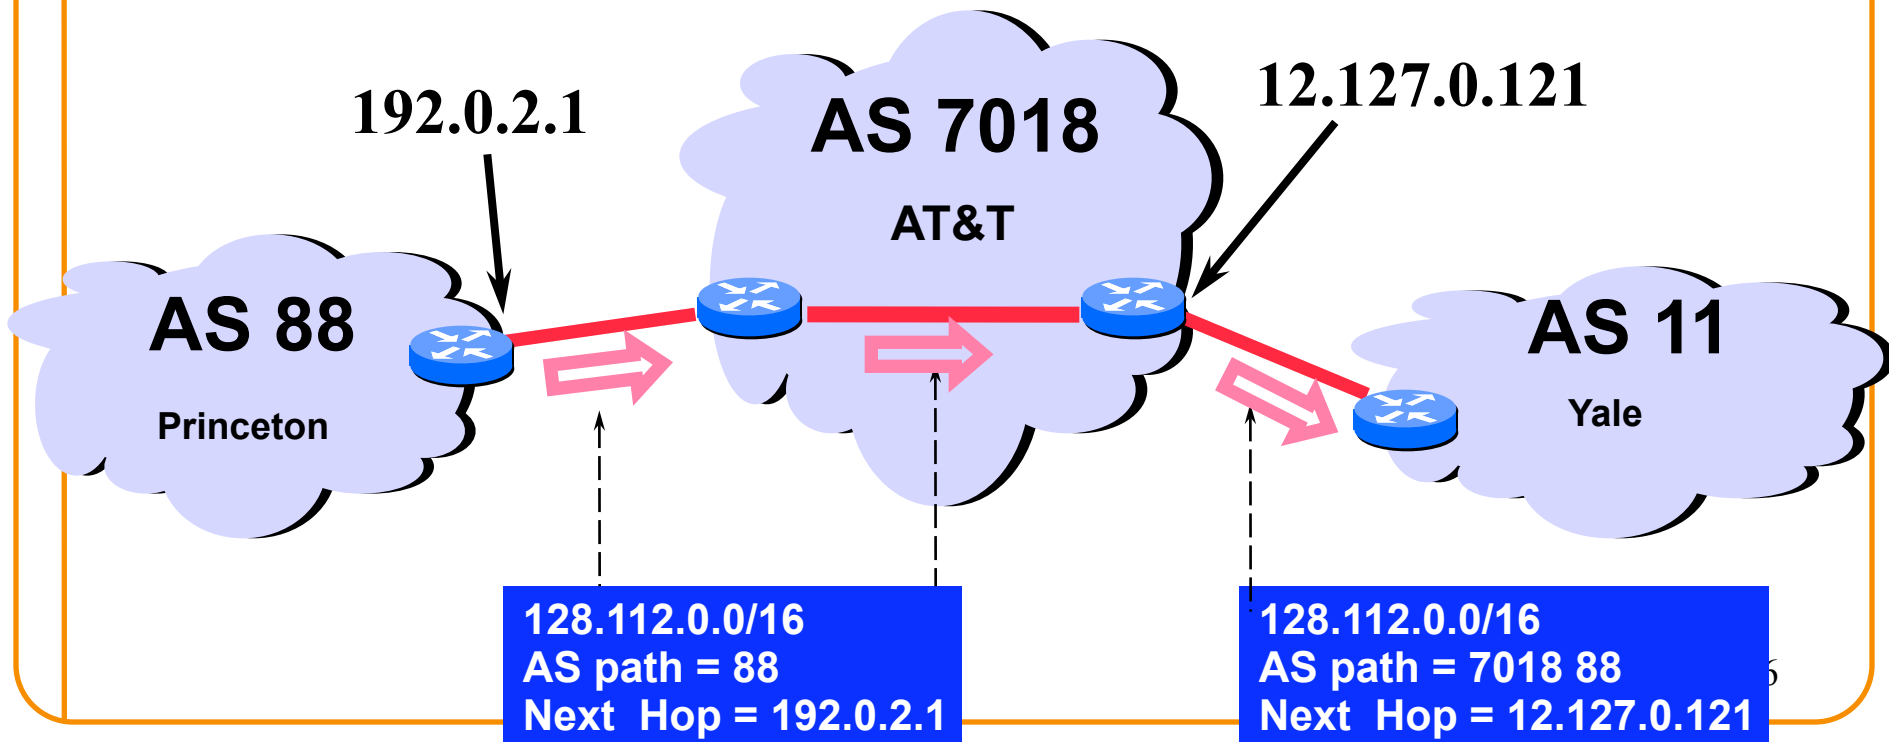 192.0.2.1
12.127.0.121
AS 7018
AT&T
AS 88
Princeton
AS 11
Yale
128.112.0.0/16
AS path = 88
Next Hop = 192.0.2.1
128.112.0.0/16
AS path = 7018 88
Next Hop = 12.127.0.121
6